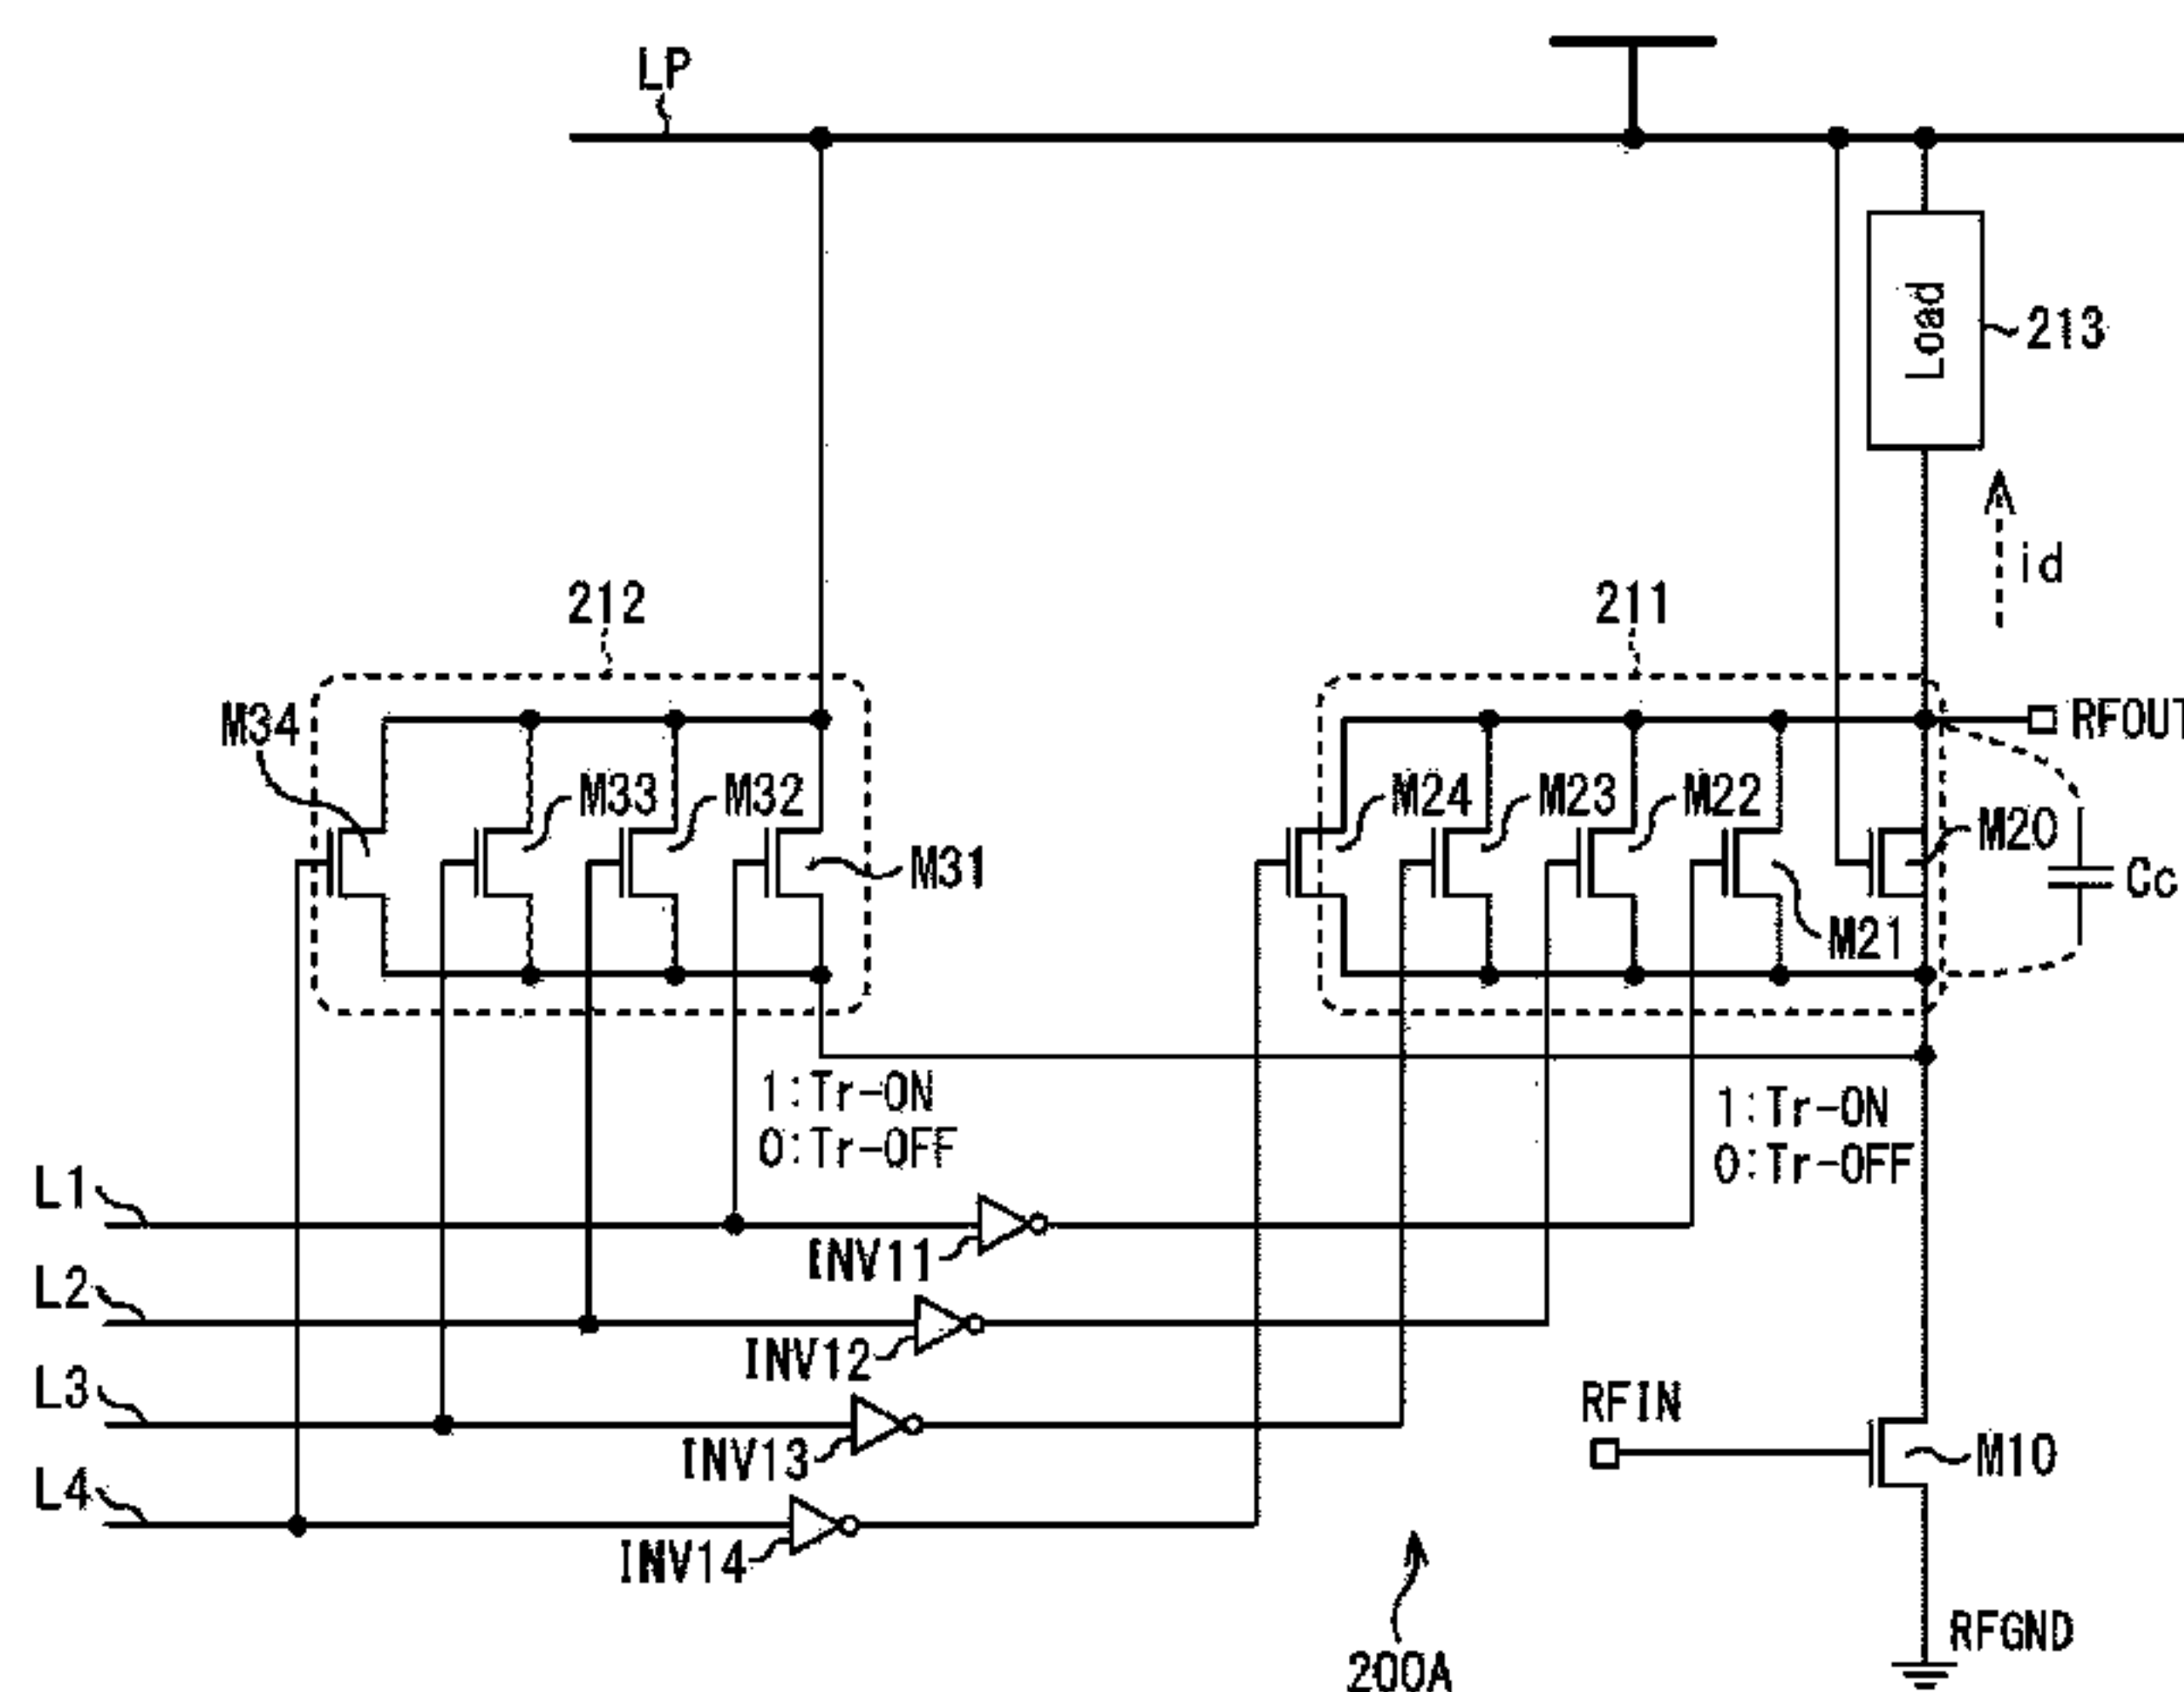 LP
Load
213
id
212
211
M34
RFOUT
M33
M32
M24
M23
M22
M20
M31
Cc
M21
1:Tr-ON
0:Tr-OFF
1:Tr-ON
0:Tr-OFF
L1
INV11
L2
INV12
L3
RFIN
INV13
M10
L4
INV14
RFGND
200A